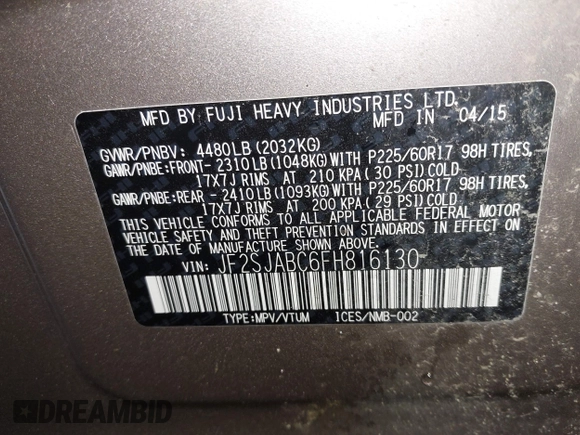 MFD BY FUJI HEAVY INDUSTRIES LTD.
MFD IN 04/15
GVWR/PNBV: 4480LB (2032KG)
GAWR/PNBE:FRONT- 2310LB (1048KG) WITH P225/60R17 98H TIRES,
17X7J RIMS AT 210 KPA ( 30 PSI) COLD
GAWR/PNBE:REAR - 2410LB (1093KG) WITH P225/60R17 98H TIRES,
17X7J RIMS AT 200 KPA ( 29 PSI) COLD
THIS VEHICLE CONFORMS TO ALL APPLICABLE FEDERAL MOTOR
VEHICLE SAFETY AND THEFT PREVENTION STANDARDS IN EFFECT ON
THE DATE OF MANUFACTURE SHOWN ABOVE.
VIN: JF2SJABC6FH816130
TYPE:MPV/VTUM ICES/NMB-002
DREAMBID